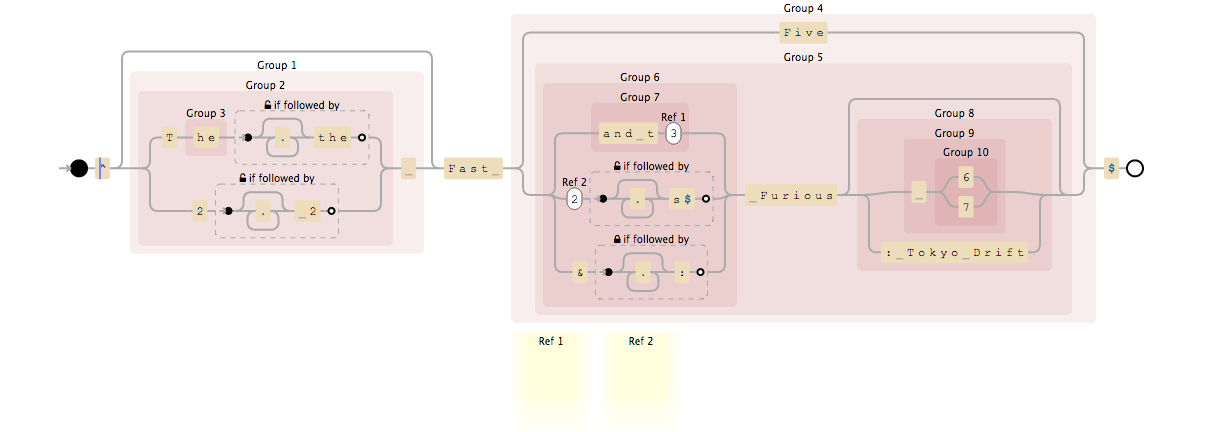 Group 4
Five
Group 5
Group 1
Group 2
Group 3
if followed by
T he . the
^
_
Fast_
if followed by
2 . _2
Group 6
Group 7
Ref 1
and_t 3
if followed by
Ref 2
2 . s$
if followed by
& . :
_Furious
Group 8
Group 9
Group 10
_ 6
7
:_Tokyo_Drift
$
Ref 1
Ref 2